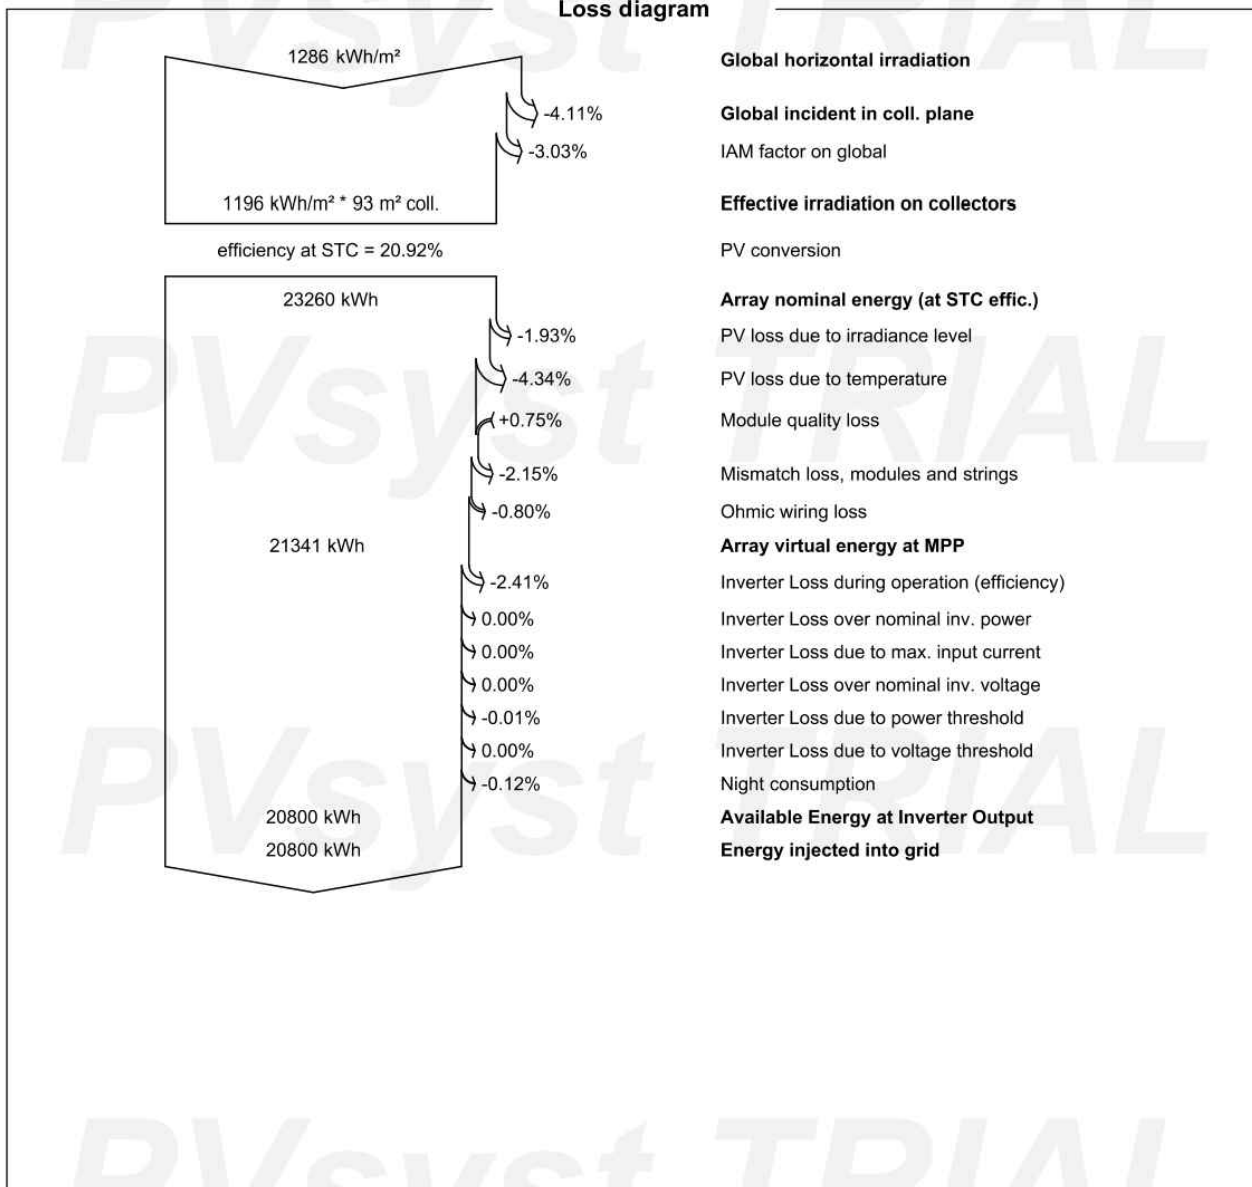 Loss diagram
1286 kWh/m² Global horizontal irradiation
-4.11% Global incident in coll. plane
-3.03% IAM factor on global
1196 kWh/m² * 93 m² coll. Effective irradiation on collectors
efficiency at STC = 20.92% PV conversion
23260 kWh Array nominal energy (at STC effic.)
-1.93% PV loss due to irradiance level
-4.34% PV loss due to temperature
+0.75% Module quality loss
-2.15% Mismatch loss, modules and strings
-0.80% Ohmic wiring loss
21341 kWh Array virtual energy at MPP
-2.41% Inverter Loss during operation (efficiency)
0.00% Inverter Loss over nominal inv. power
0.00% Inverter Loss due to max. input current
0.00% Inverter Loss over nominal inv. voltage
-0.01% Inverter Loss due to power threshold
0.00% Inverter Loss due to voltage threshold
-0.12% Night consumption
20800 kWh Available Energy at Inverter Output
20800 kWh Energy injected into grid
PVsyst TRIAL
PVsyst TRIAL
PVsyst TRIAL
PVsyst TRIAL